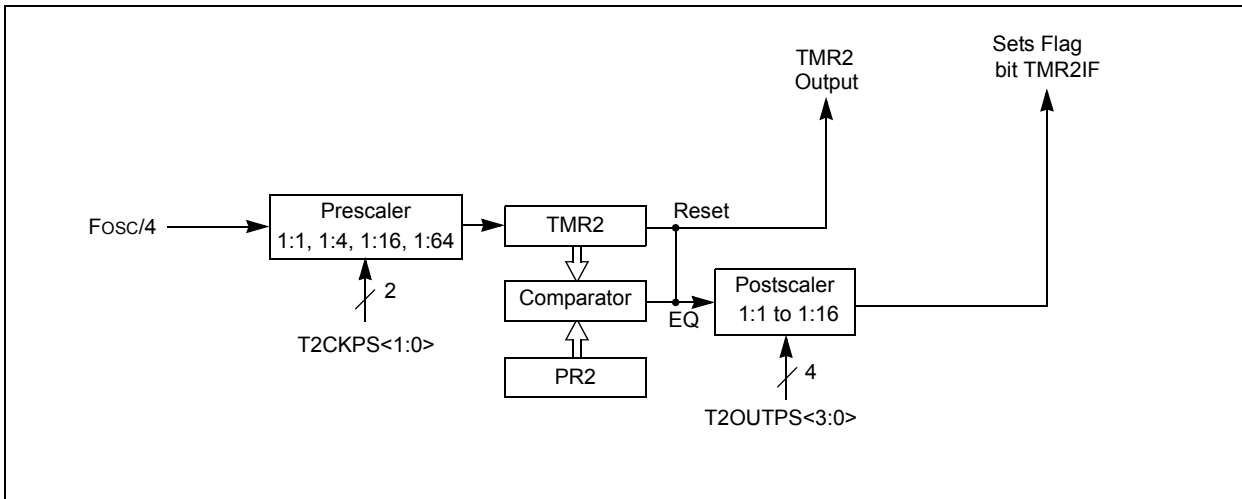 Sets Flag
bit TMR2IF
TMR2
Output
Fosc/4
Prescaler
1:1, 1:4, 1:16, 1:64
2
T2CKPS<1:0>
TMR2
Reset
Comparator
EQ
PR2
Postscaler
1:1 to 1:16
4
T2OUTPS<3:0>